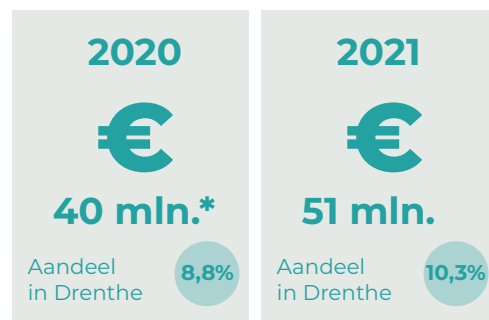 2020
€
40 mln.*
Aandeel
in Drenthe
8,8%
2021
€
51 mln.
Aandeel
in Drenthe
10,3%